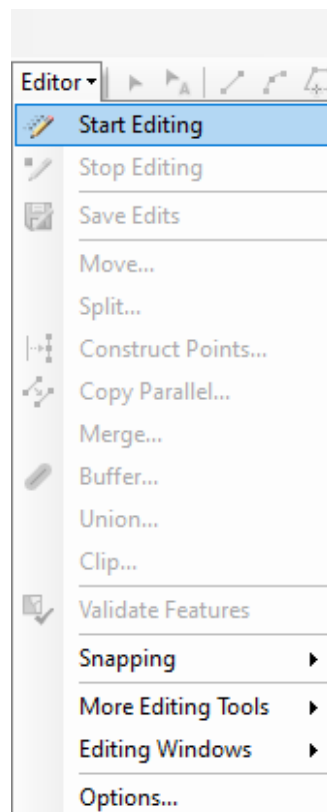 Editor
Start Editing
Stop Editing
Save Edits
Move...
Split...
Construct Points...
Copy Parallel...
Merge...
Buffer...
Union...
Clip...
Validate Features
Snapping
More Editing Tools
Editing Windows
Options...